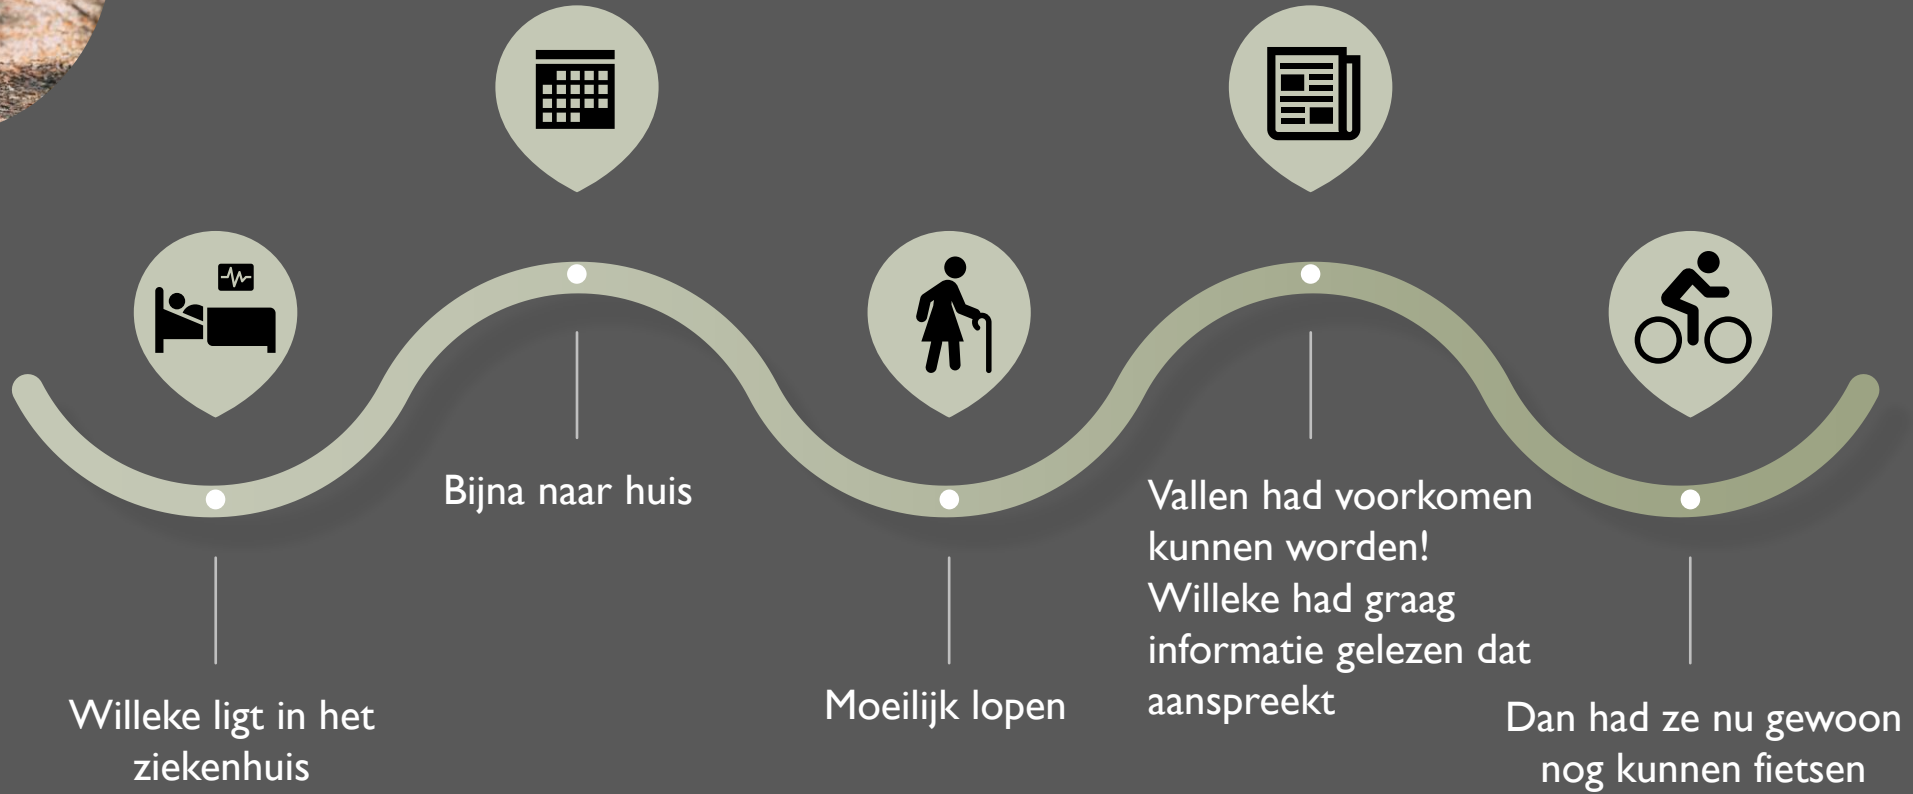 Willeke ligt in het
ziekenhuis
Bijna naar huis
Moeilijk lopen
Vallen had voorkomen
kunnen worden!
Willeke had graag
informatie gelezen dat
aanspreekt
Dan had ze nu gewoon
nog kunnen fietsen